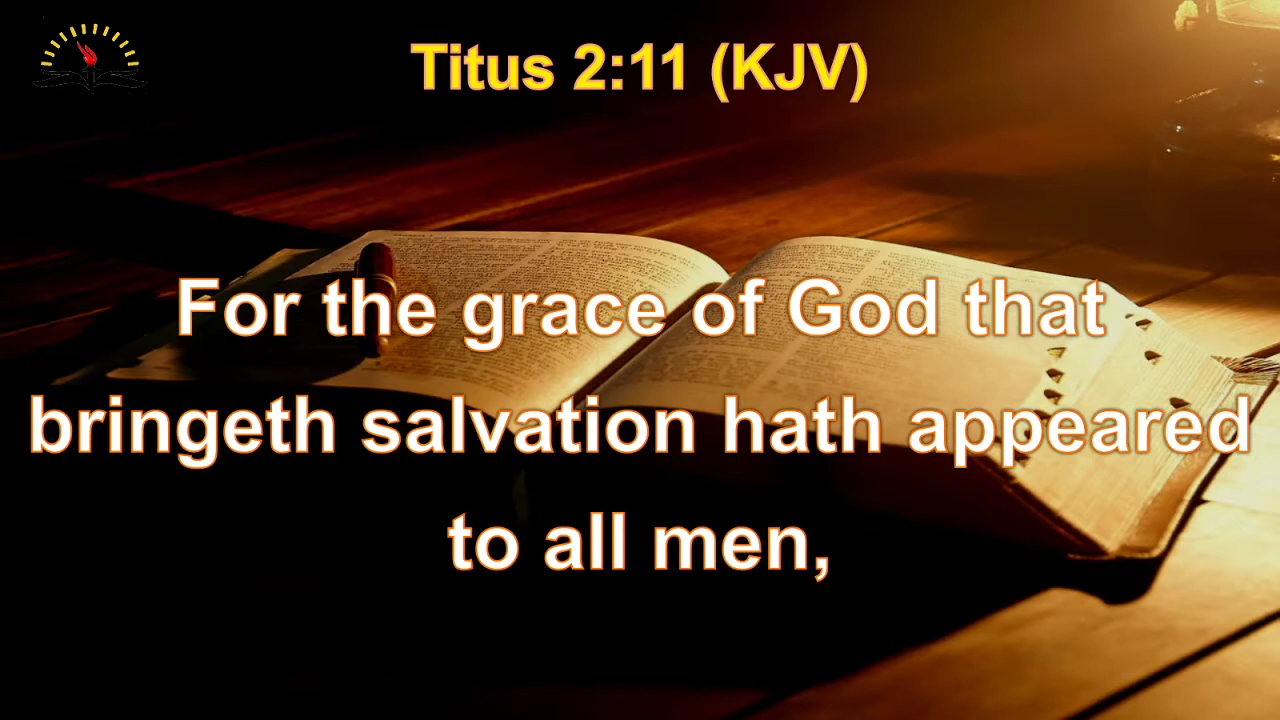 Titus 2:11 (KJV)
For the grace of God that
bringeth salvation hath appeared
to all men,